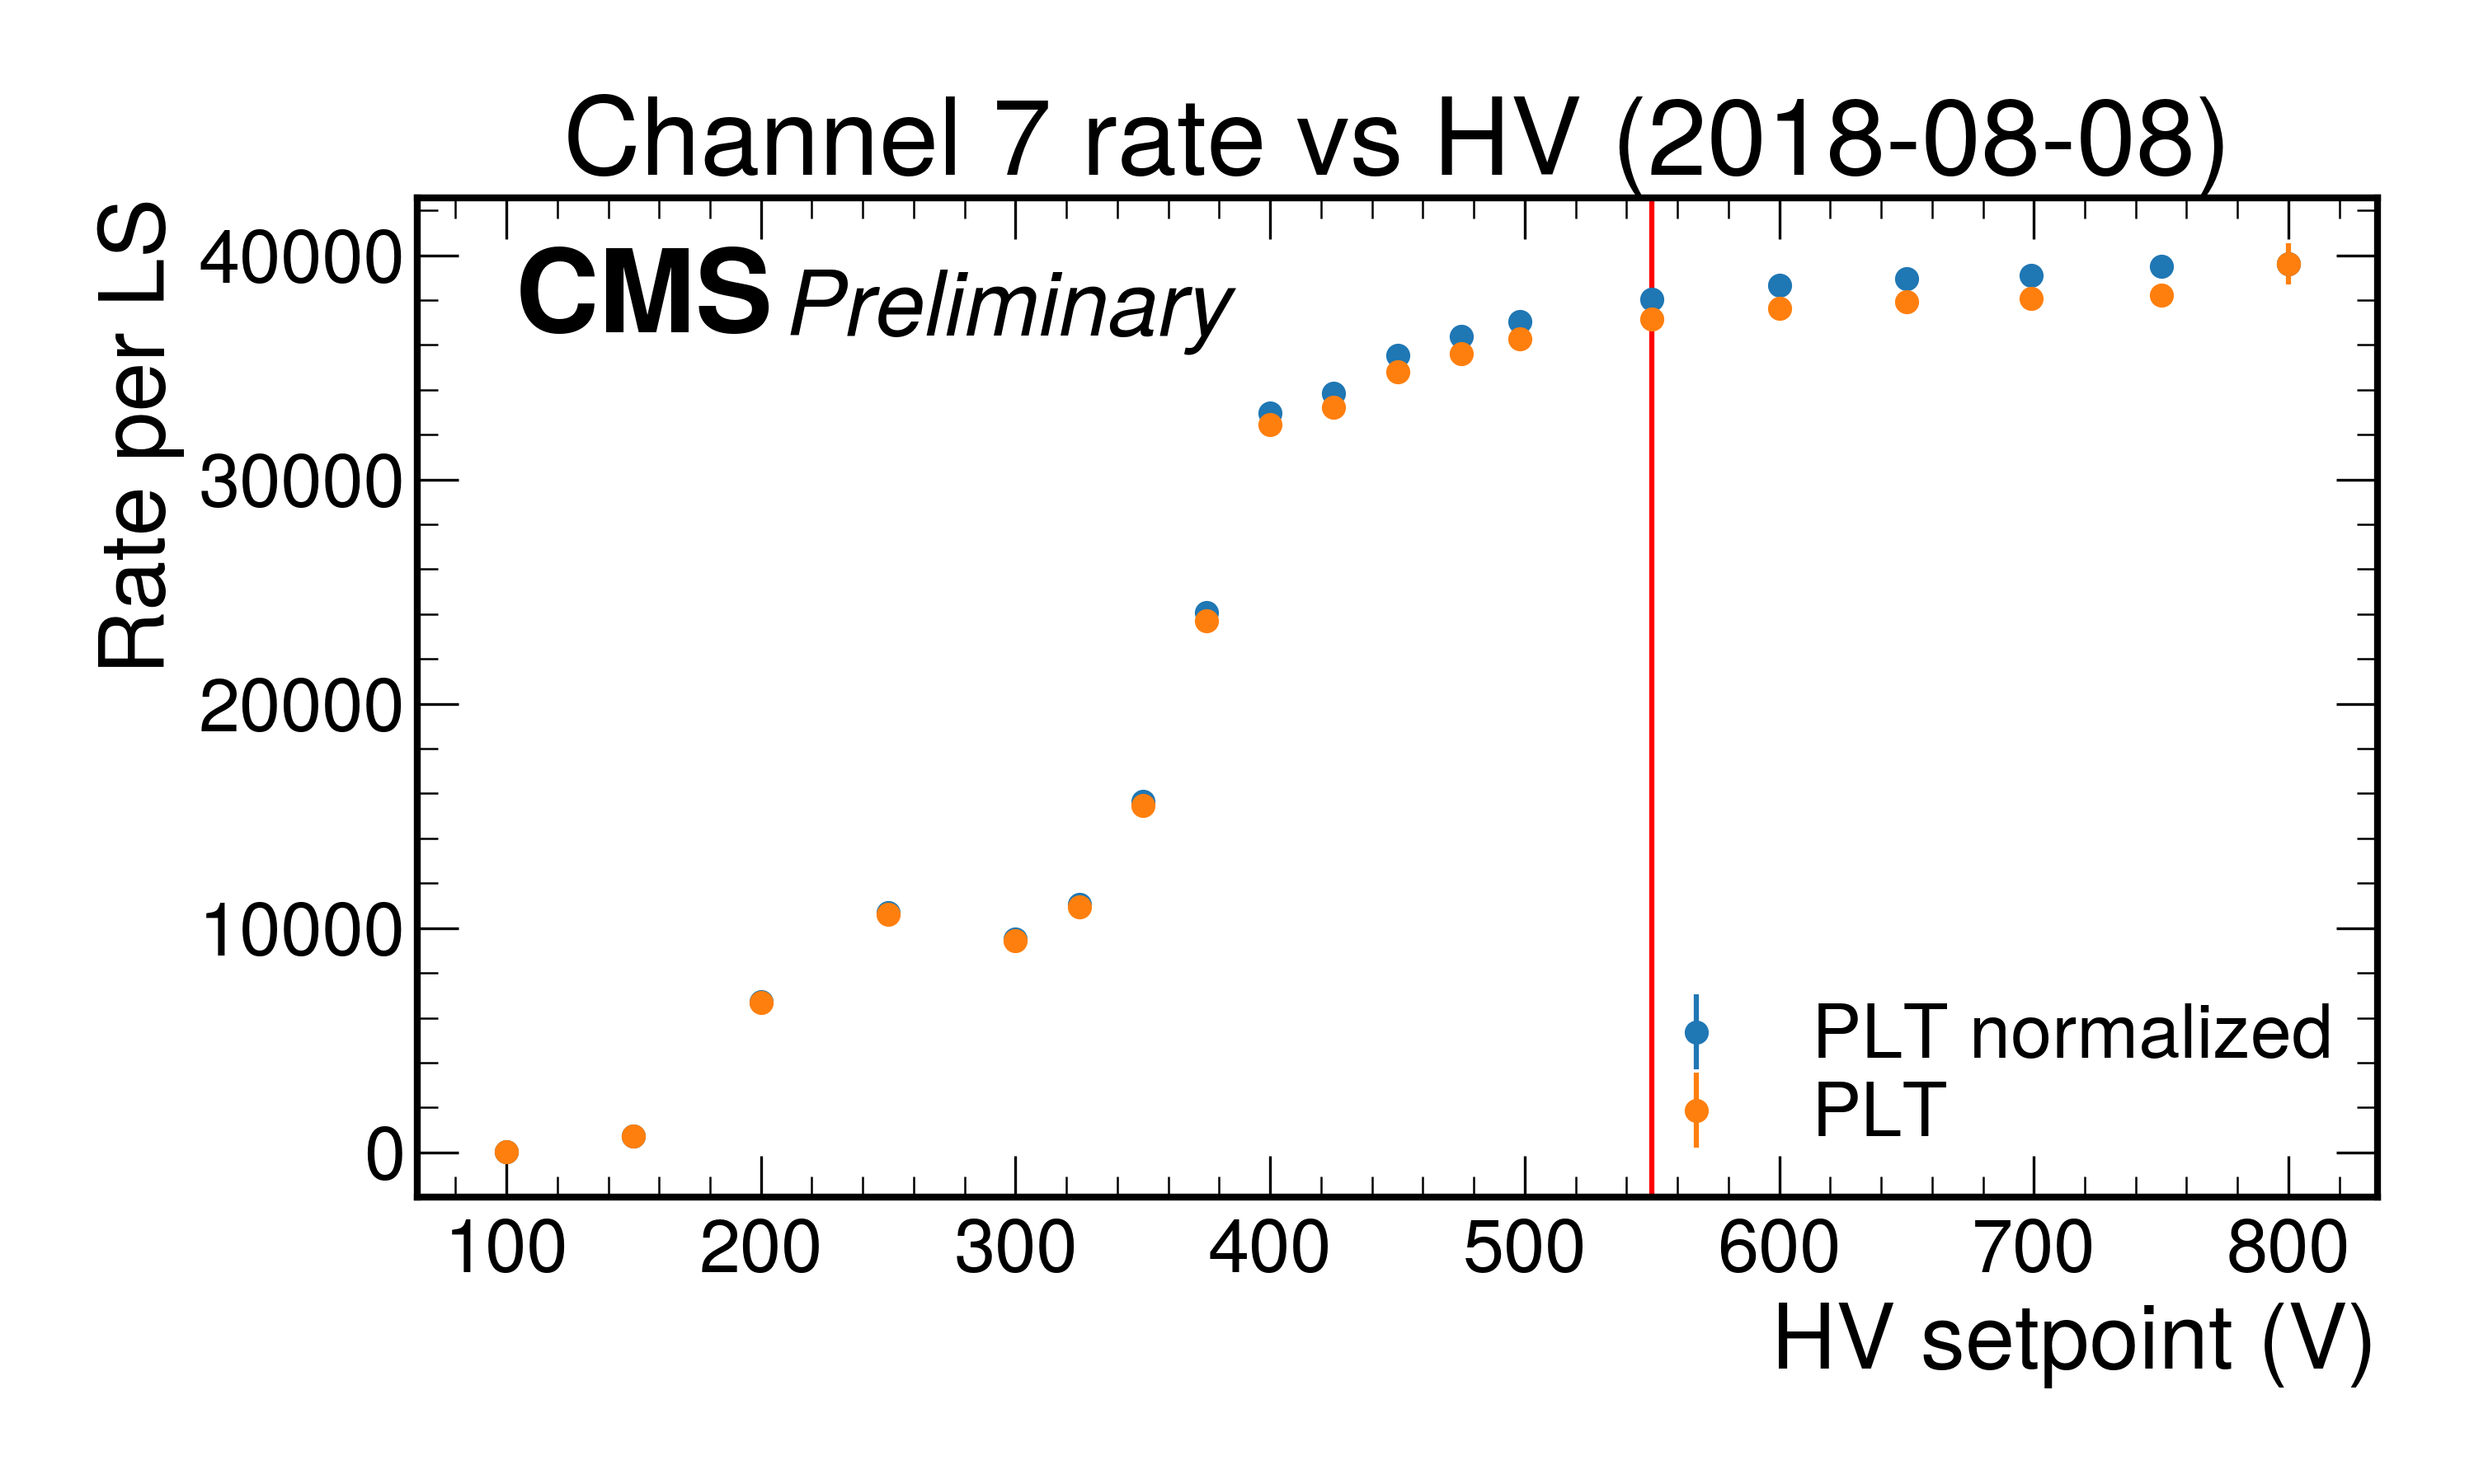 Channel 7 rate vs HV (2018-08-08)
Rate per LS
CMS Preliminary
40000
30000
20000
10000
0
PLT normalized
PLT
100 200 300 400 500 600 700 800
HV setpoint (V)